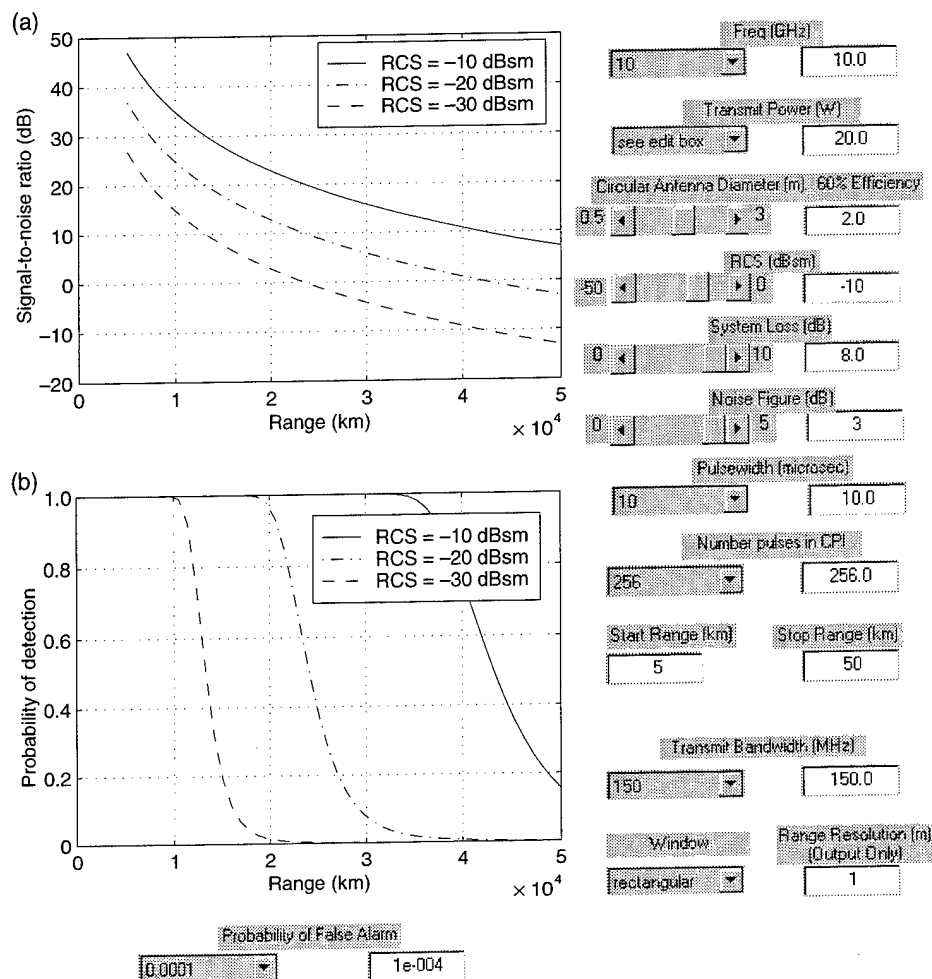 (a)
50
40
30
20
10
0
−10
−20
Signal-to-noise ratio (dB)
RCS = −10 dBsm
RCS = −20 dBsm
RCS = −30 dBsm
0 1 2 3 4 5
Range (km)
× 10⁴
(b)
1.0
0.8
0.6
0.4
0.2
0
Probability of detection
RCS = −10 dBsm
RCS = −20 dBsm
RCS = −30 dBsm
0 1 2 3 4 5
Range (km)
× 10⁴
Freq (GHz)
10 10.0
Transmit Power (W)
see edit box 20.0
Circular Antenna Diameter (m) 60% Efficiency
0.5 3 2.0
RCS (dBsm)
-50 0 -10
System Loss (dB)
0 10 8.0
Noise Figure (dB)
0 5 3
Pulsewidth (microsec)
10 10.0
Number pulses in CPI
256 256.0
Start Range (km) Stop Range (km)
5 50
Transmit Bandwidth (MHz)
150 150.0
Window Range Resolution (m)
(Output Only)
rectangular 1
Probability of False Alarm
0.0001 1e-004